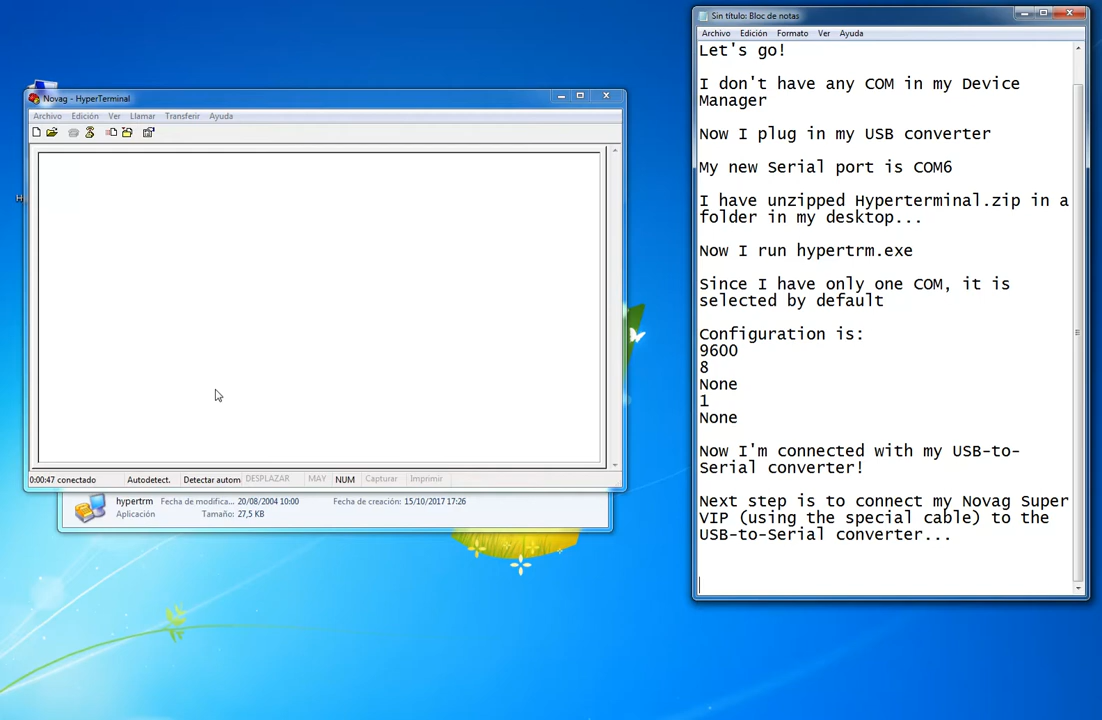 Novag - HyperTerminal
Archivo Edición Ver Llamar Transferir Ayuda
0:00:47 conectado Autodetect. Detectar autom DESPLAZAR MAY NUM Capturar Imprimir
hypertrm Fecha de modifica... 20/08/2004 10:00 Fecha de creación: 15/10/2017 17:26
Aplicación Tamaño: 27,5 KB
H
Sin título: Bloc de notas
Archivo Edición Formato Ver Ayuda
Let's go!
I don't have any COM in my Device
Manager
Now I plug in my USB converter
My new Serial port is COM6
I have unzipped Hyperterminal.zip in a
folder in my desktop...
Now I run hypertrm.exe
Since I have only one COM, it is
selected by default
Configuration is:
9600
8
None
1
None
Now I'm connected with my USB-to-
Serial converter!
Next step is to connect my Novag Super
VIP (using the special cable) to the
USB-to-Serial converter...